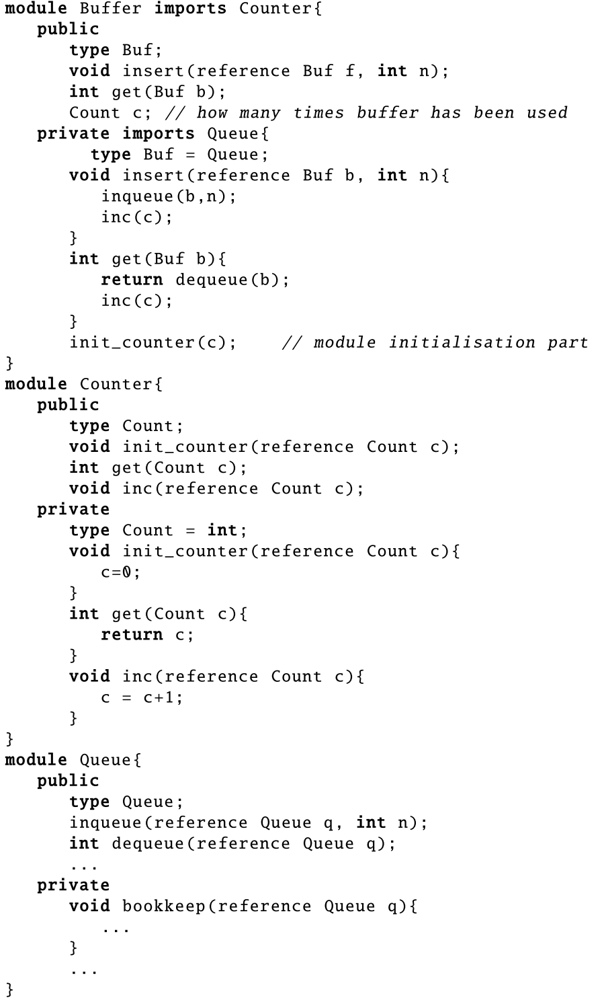 module Buffer imports Counter{
   public
      type Buf;
      void insert(reference Buf f, int n);
      int get(Buf b);
      Count c; // how many times buffer has been used
   private imports Queue{
        type Buf = Queue;
      void insert(reference Buf b, int n){
         inqueue(b,n);
         inc(c);
      }
      int get(Buf b){
         return dequeue(b);
         inc(c);
      }
      init_counter(c);    // module initialisation part
}
module Counter{
   public
      type Count;
      void init_counter(reference Count c);
      int get(Count c);
      void inc(reference Count c);
   private
      type Count = int;
      void init_counter(reference Count c){
         c=0;
      }
      int get(Count c){
         return c;
      }
      void inc(reference Count c){
         c = c+1;
      }
}
module Queue{
   public
      type Queue;
      inqueue(reference Queue q, int n);
      int dequeue(reference Queue q);
      ...
   private
      void bookkeep(reference Queue q){
         ...
      }
      ...
}